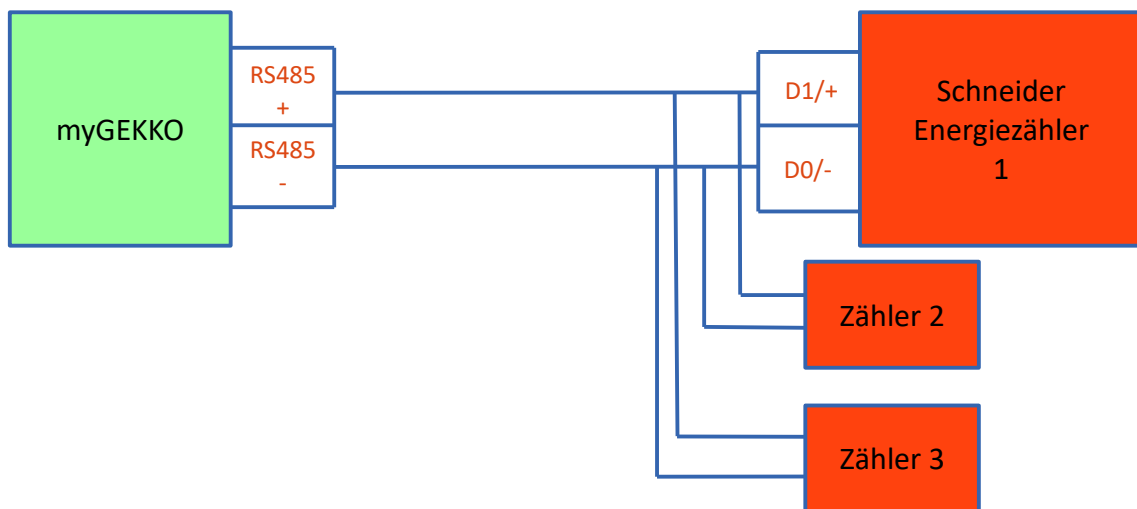 myGEKKO
RS485
+
RS485
-
D1/+
D0/-
Schneider
Energiezähler
1
Zähler 2
Zähler 3